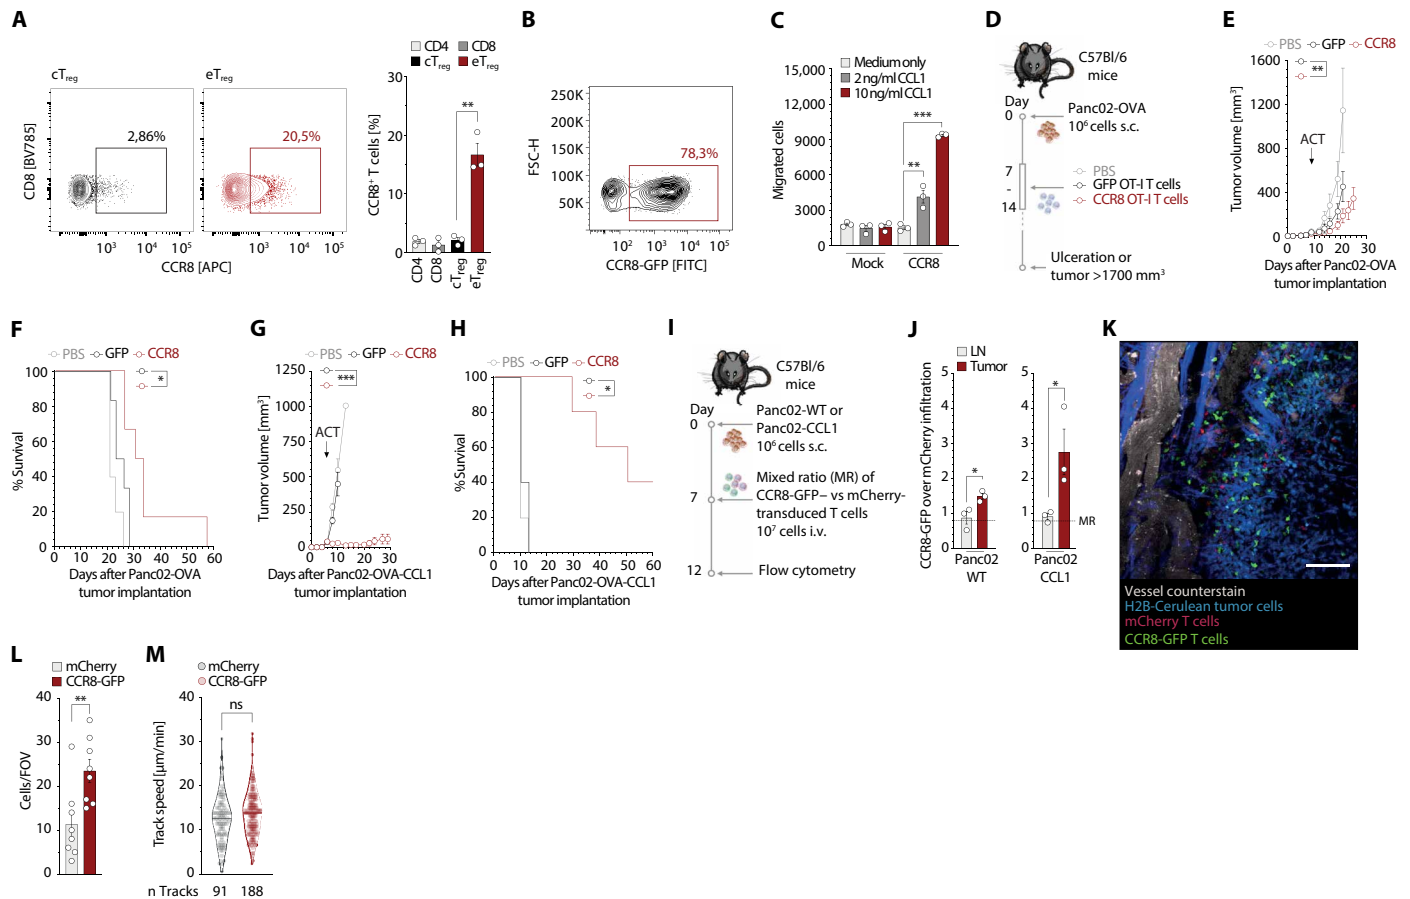 A
cTreg
eTreg
2,86%
20,5%
CD8 [BV785]
10³ 10⁴ 10⁵
10³ 10⁴ 10⁵
CCR8 [APC]
CD4 CD8
cTreg eTreg
CCR8⁺ T cells [%]
30
20
10
0
**
CD4
CD8
cTreg
eTreg
B
FSC-H
250K
200K
150K
100K
50K
78,3%
10² 10³ 10⁴ 10⁵
CCR8-GFP [FITC]
C
Medium only
2 ng/ml CCL1
10 ng/ml CCL1
Migrated cells
15,000
12,000
9000
6000
3000
0
***
**
Mock CCR8
D
C57Bl/6
mice
Day
0
Panc02-OVA
10⁶ cells s.c.
7
-
14
PBS
GFP OT-I T cells
CCR8 OT-I T cells
Ulceration or
tumor >1700 mm³
E
PBS GFP CCR8
**
Tumor volume [mm³]
1600
1200
800
400
0
ACT
0 10 20 30
Days after Panc02-OVA
tumor implantation
F
PBS GFP CCR8
*
% Survival
100
80
60
40
20
0
0 10 20 30 40 50 60
Days after Panc02-OVA
tumor implantation
G
PBS GFP CCR8
***
Tumor volume [mm³]
1250
1000
750
500
250
0
ACT
0 10 20 30
Days after Panc02-OVA-CCL1
tumor implantation
H
PBS GFP CCR8
*
% Survival
100
80
60
40
20
0
0 10 20 30 40 50 60
Days after Panc02-OVA-CCL1
tumor implantation
I
C57Bl/6
mice
Day
0
Panc02-WT or
Panc02-CCL1
10⁶ cells s.c.
7
Mixed ratio (MR) of
CCR8-GFP– vs mCherry-
transduced T cells
10⁷ cells i.v.
12
Flow cytometry
J
LN
Tumor
CCR8-GFP over mCherry infiltration
5
4
3
2
1
0
*
Panc02
WT
5
4
3
2
1
0
*
MR
Panc02
CCL1
K
Vessel counterstain
H2B-Cerulean tumor cells
mCherry T cells
CCR8-GFP T cells
L
mCherry
CCR8-GFP
Cells/FOV
40
30
20
10
0
**
M
mCherry
CCR8-GFP
Track speed [µm/min]
40
30
20
10
0
ns
n Tracks 91 188